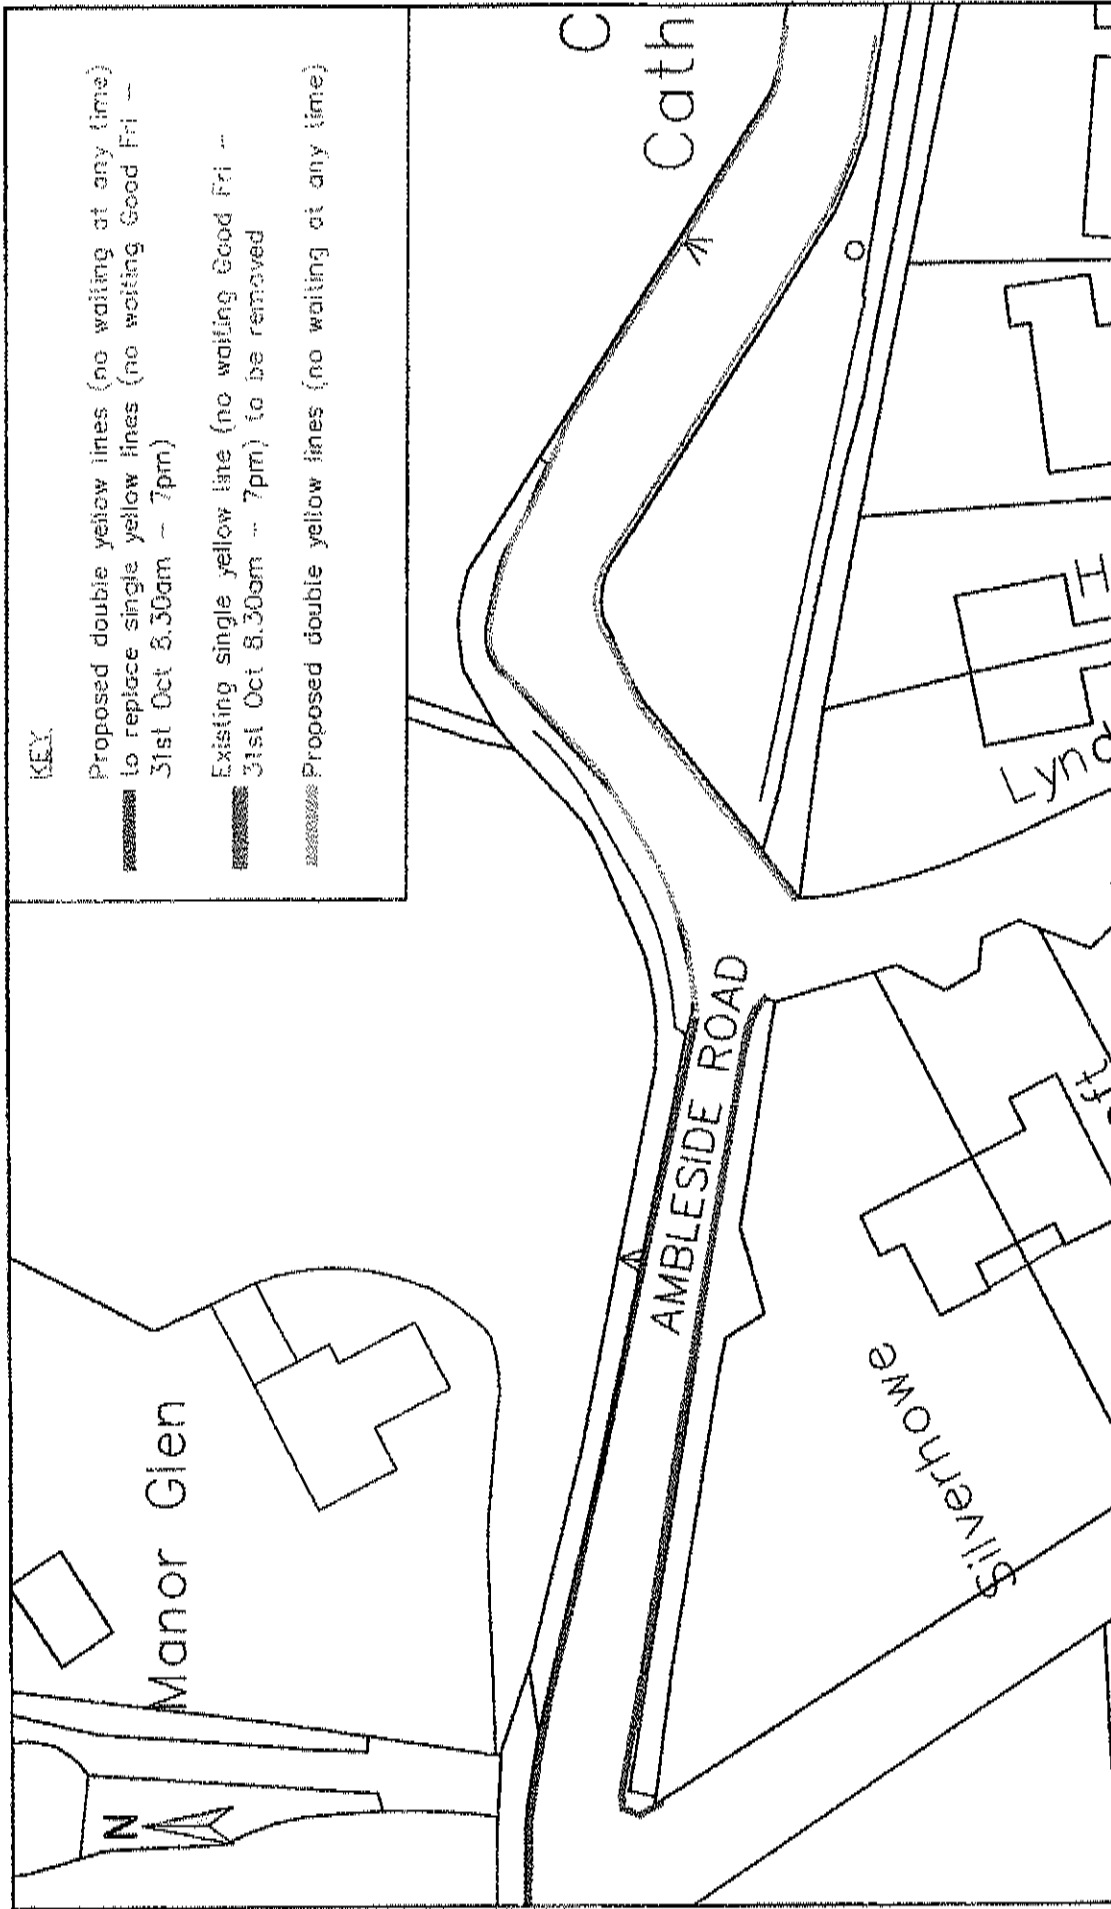 KEY
Proposed double yellow lines (no waiting at any time)
to replace single yellow lines (no waiting Good Fri -
31st Oct 8.30am - 7pm)
Existing single yellow line (no waiting Good Fri -
31st Oct 8.30am - 7pm) to be removed
Proposed double yellow lines (no waiting at any time)
N
Manor Glen
C
Cath
AMBLESIDE ROAD
Silverhowe
Lynd
H